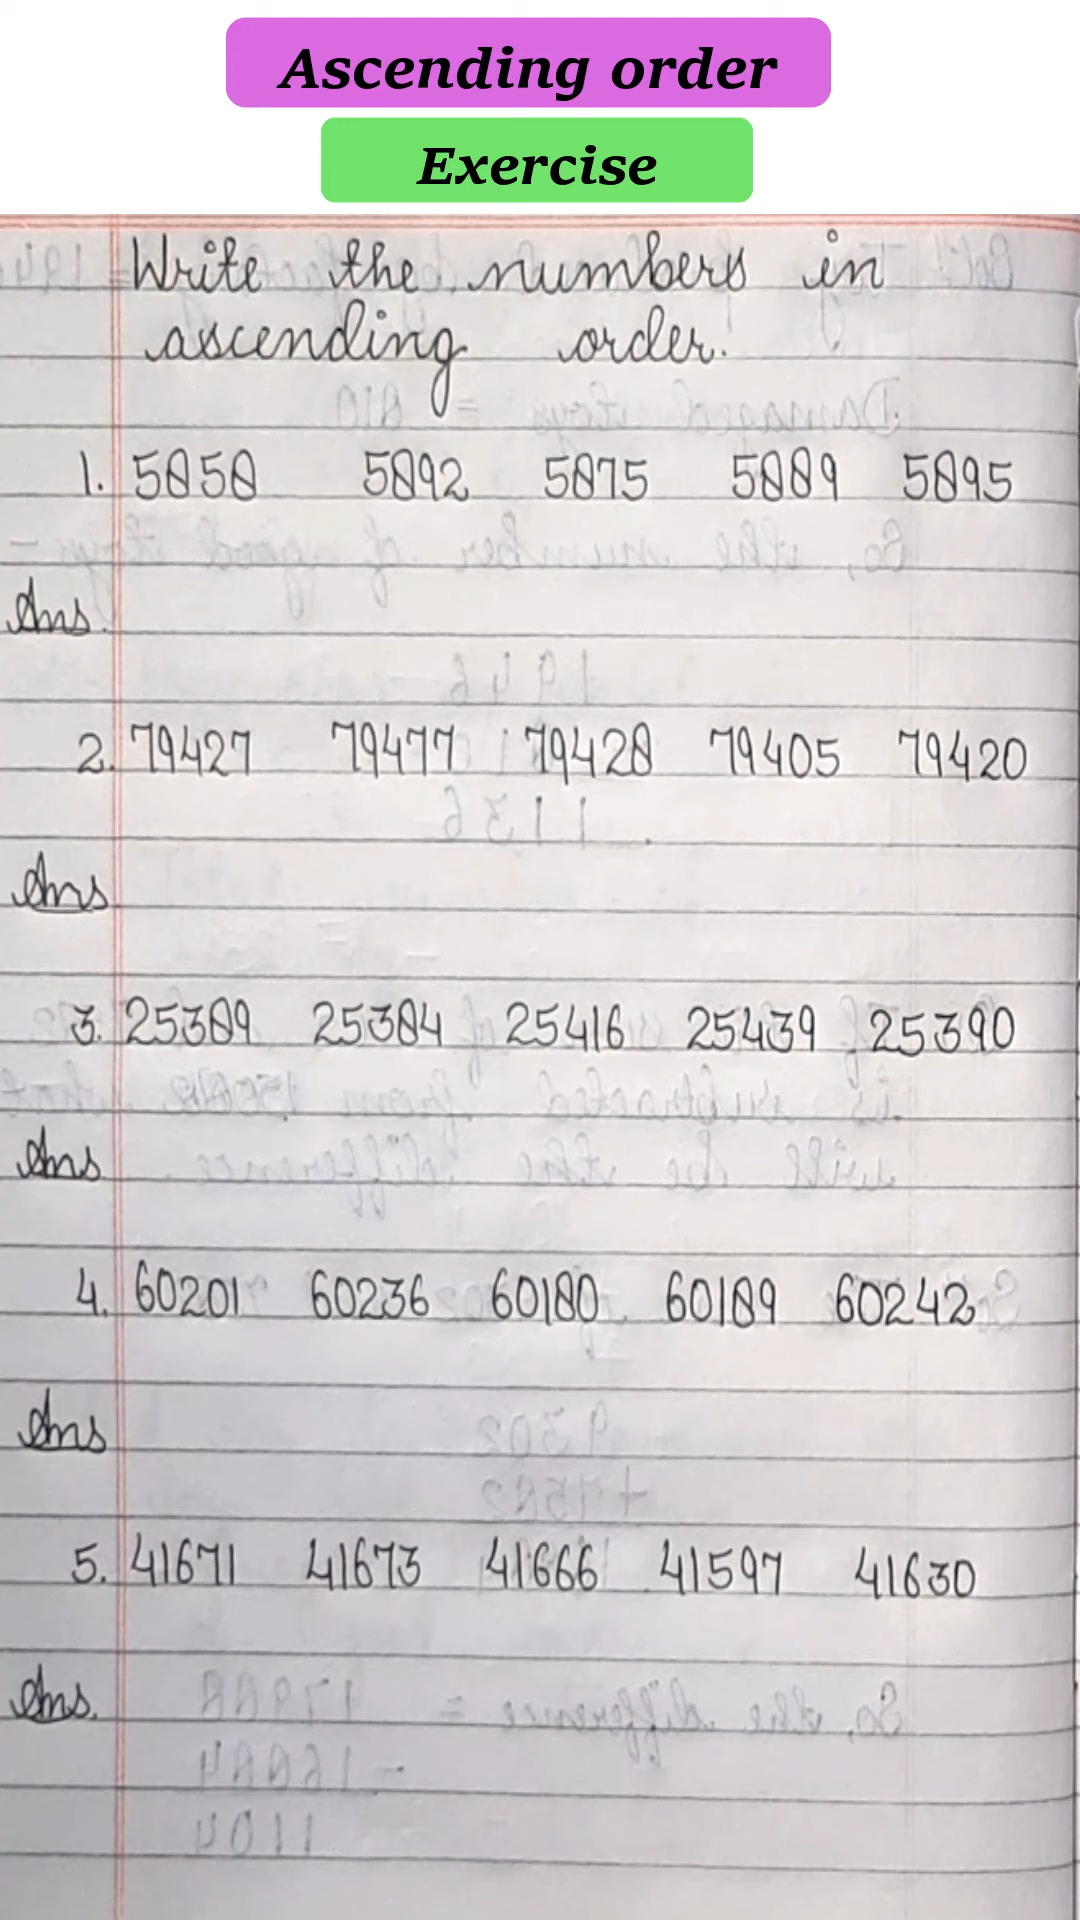 Ascending order
Exercise
Write the numbers in
ascending order.
1. 5858 5892 5875 5889 5895
Ans.
2. 79427 79477 79428 79405 79420
Ans
3. 25389 25384 25416 25439 25390
Ans
4. 60201 60236 60180 60189 60242
Ans
5. 41671 41673 41666 41597 41630
Ans.